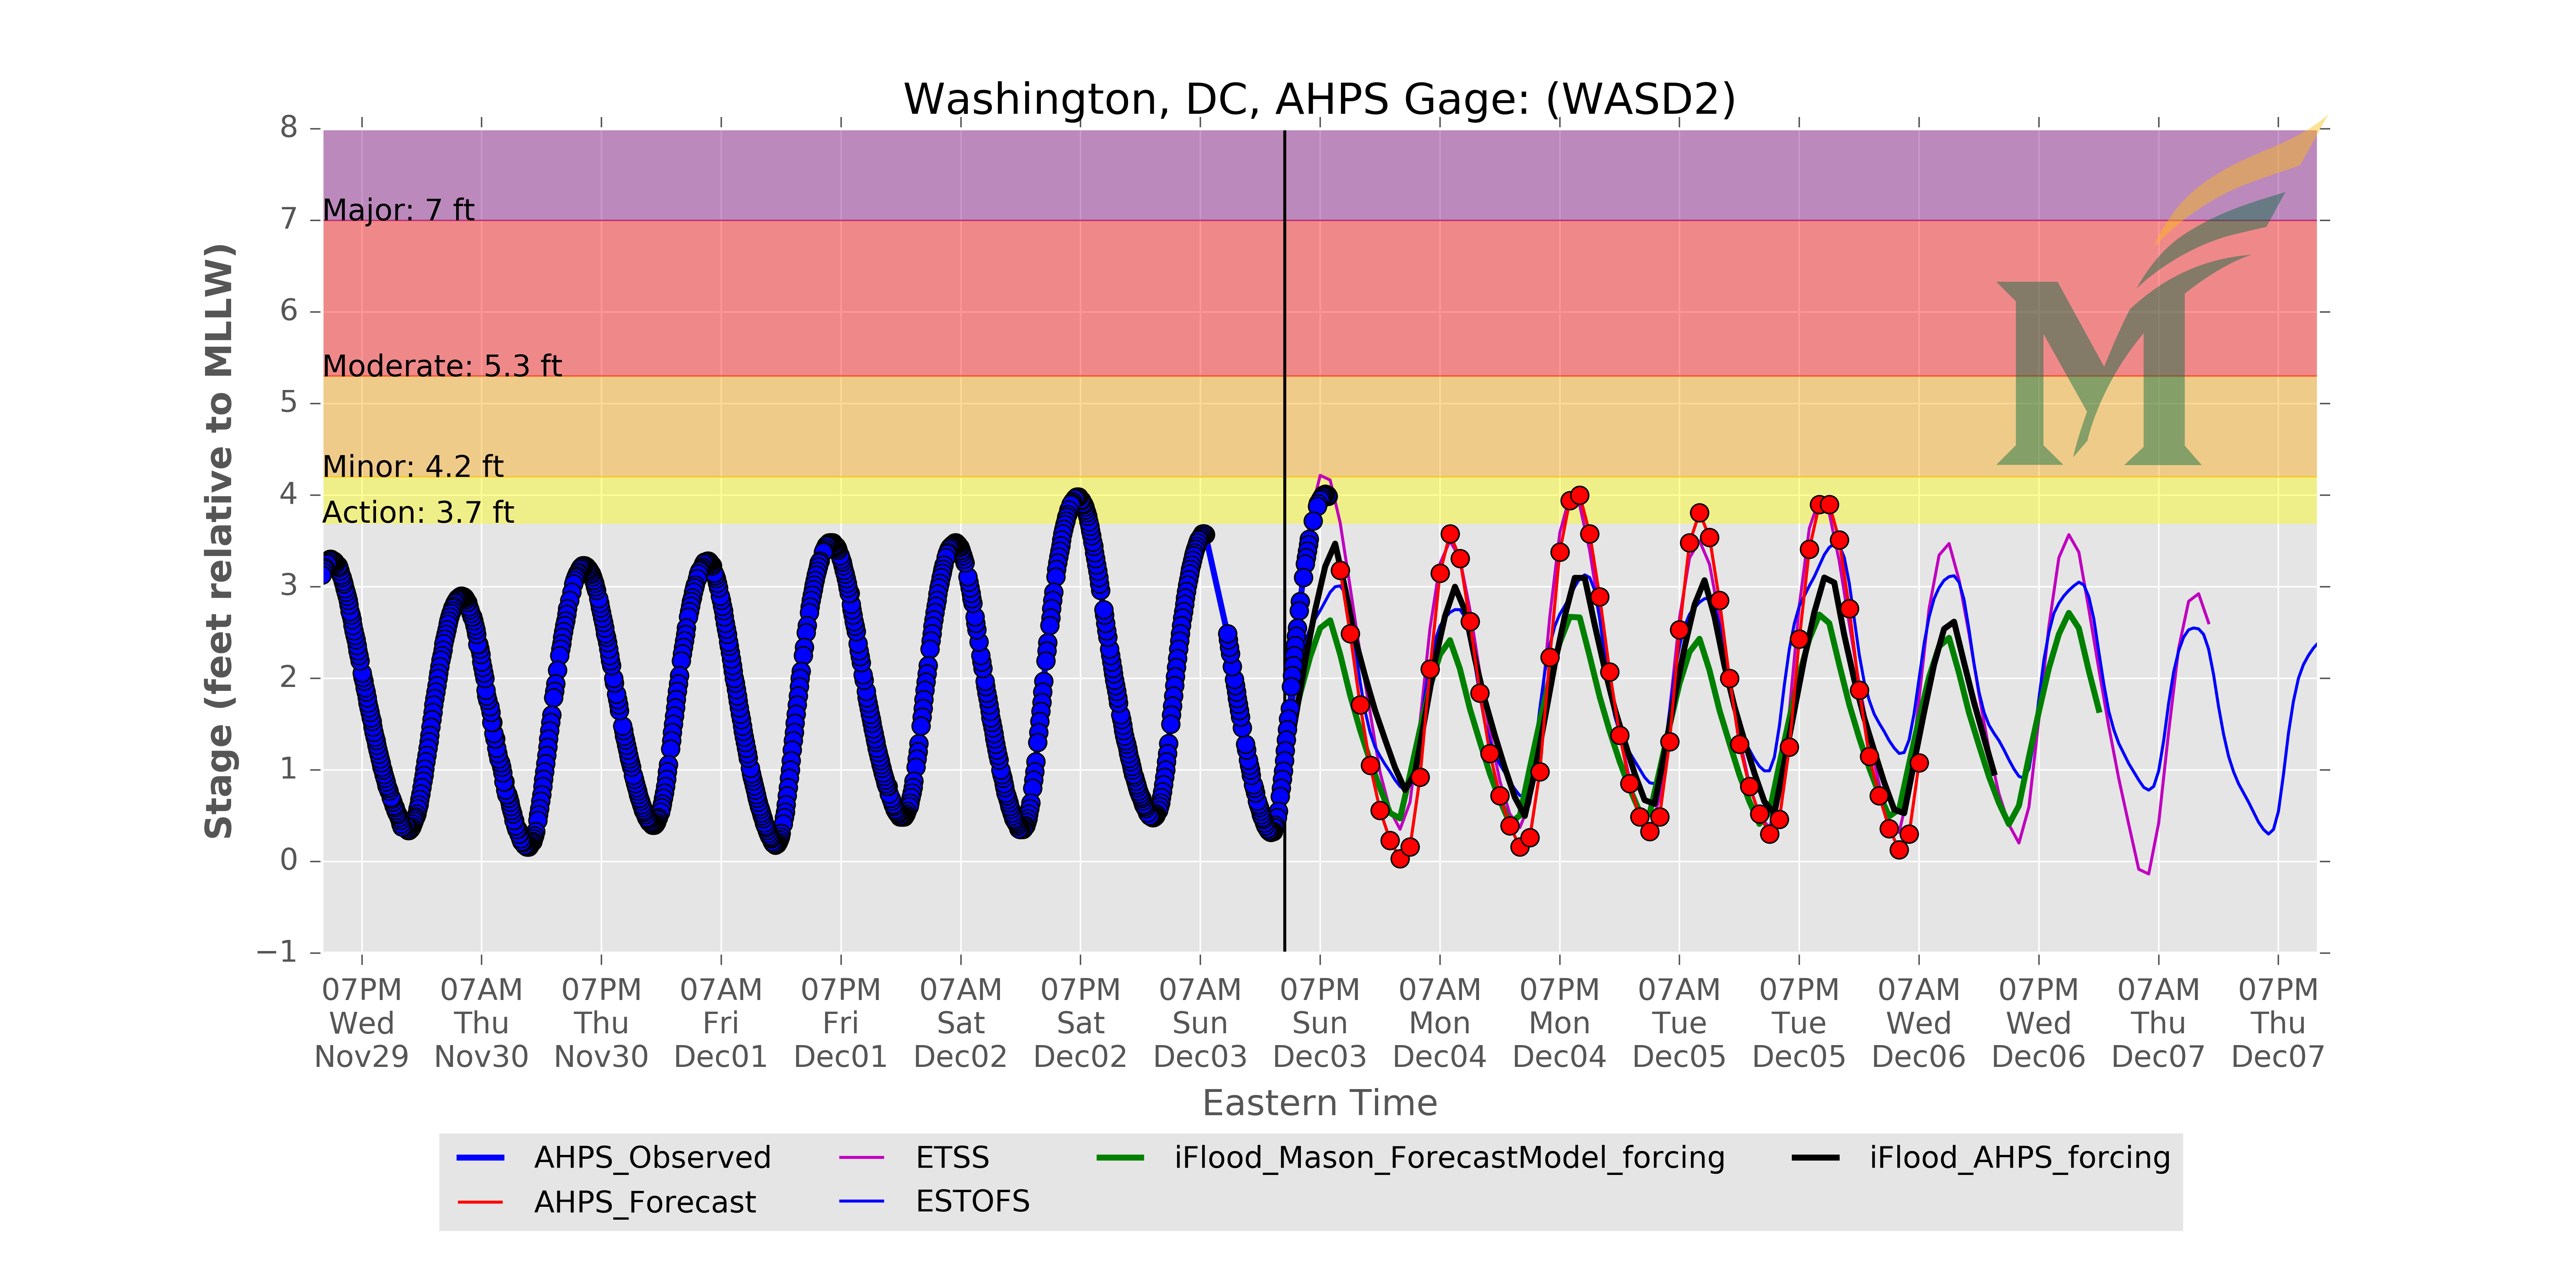 Washington, DC, AHPS Gage: (WASD2)
8
7
6
5
4
3
2
1
0
−1
Stage (feet relative to MLLW)
Major: 7 ft
Moderate: 5.3 ft
Minor: 4.2 ft
Action: 3.7 ft
M
07PM 07AM 07PM 07AM 07PM 07AM 07PM 07AM 07PM 07AM 07PM 07AM 07PM 07AM 07PM 07AM 07PM
Wed Thu Thu Fri Fri Sat Sat Sun Sun Mon Mon Tue Tue Wed Wed Thu Thu
Nov29 Nov30 Nov30 Dec01 Dec01 Dec02 Dec02 Dec03 Dec03 Dec04 Dec04 Dec05 Dec05 Dec06 Dec06 Dec07 Dec07
Eastern Time
AHPS_Observed ETSS iFlood_Mason_ForecastModel_forcing iFlood_AHPS_forcing
AHPS_Forecast ESTOFS